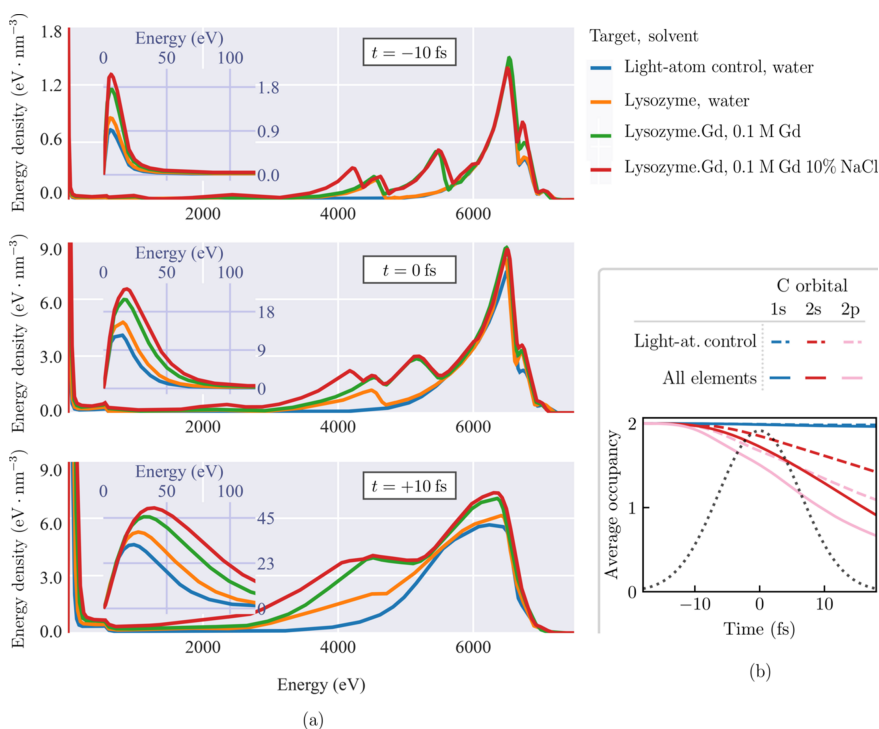 Energy (eV)
0 50 100
t = −10 fs
Energy density (eV · nm⁻³)
1.8
1.2
0.6
0.0
1.8
0.9
0.0
2000 4000 6000
Target, solvent
Light-atom control, water
Lysozyme, water
Lysozyme.Gd, 0.1 M Gd
Lysozyme.Gd, 0.1 M Gd 10% NaCl
Energy (eV)
0 50 100
t = 0 fs
Energy density (eV · nm⁻³)
9.0
6.0
3.0
0.0
18
9
0
2000 4000 6000
Energy (eV)
0 50 100
t = +10 fs
Energy density (eV · nm⁻³)
9.0
6.0
3.0
0.0
45
23
0
2000 4000 6000
Energy (eV)
(a)
C orbital
1s 2s 2p
Light-at. control
All elements
Average occupancy
2
1
0
−10 0 10
Time (fs)
(b)